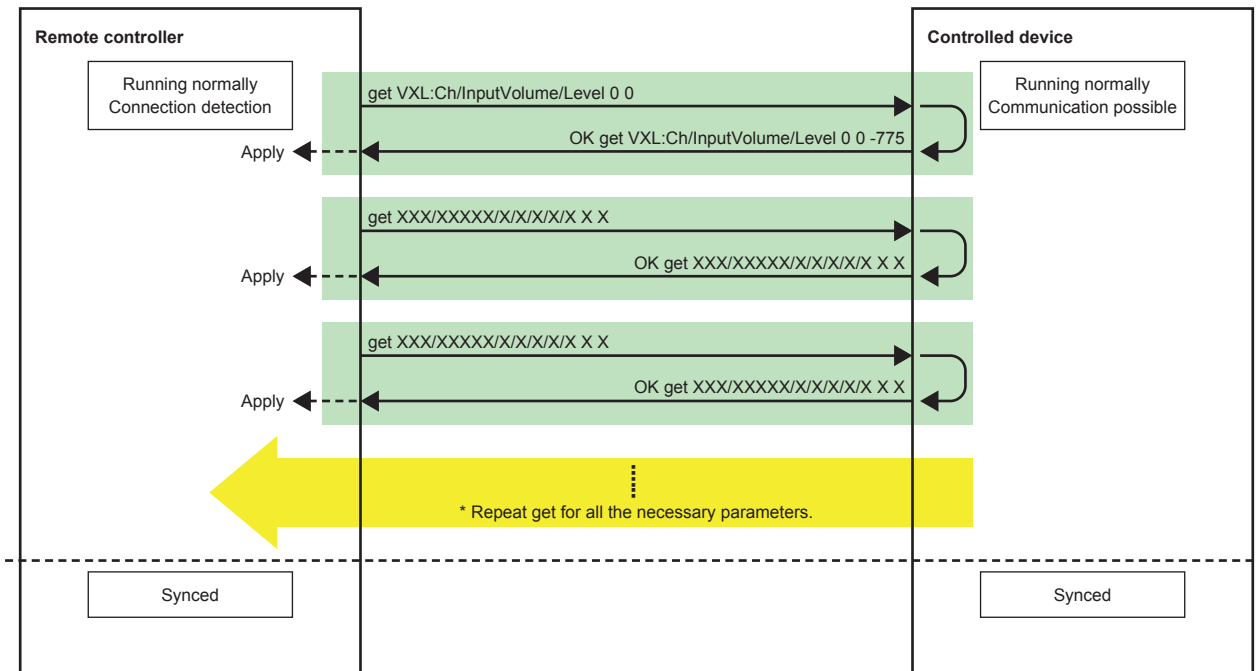 Remote controller
Controlled device
Running normally
Connection detection
Running normally
Communication possible
get VXL:Ch/InputVolume/Level 0 0
OK get VXL:Ch/InputVolume/Level 0 0 -775
Apply
get XXX/XXXXX/X/X/X/X/X X X
OK get XXX/XXXXX/X/X/X/X/X X X
Apply
get XXX/XXXXX/X/X/X/X/X X X
OK get XXX/XXXXX/X/X/X/X/X X X
Apply
* Repeat get for all the necessary parameters.
Synced
Synced